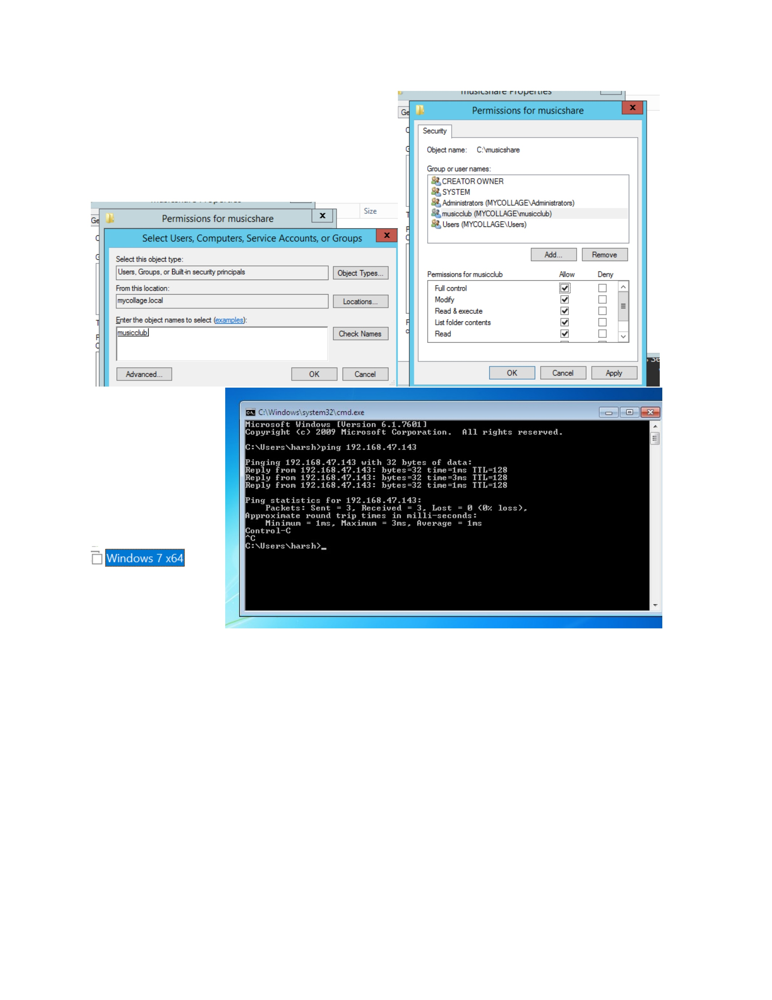 musicshare Properties
Permissions for musicshare
Security
Object name: C:\musicshare
Group or user names:
CREATOR OWNER
SYSTEM
Administrators (MYCOLLAGE\Administrators)
musicclub (MYCOLLAGE\musicclub)
Users (MYCOLLAGE\Users)
Add... Remove
Permissions for musicclub Allow Deny
Full control
Modify
Read & execute
List folder contents
Read
OK Cancel Apply
Size
Permissions for musicshare
Select Users, Computers, Service Accounts, or Groups
Select this object type:
Users, Groups, or Built-in security principals Object Types...
From this location:
mycollage.local Locations...
Enter the object names to select (examples):
musicclub Check Names
Advanced... OK Cancel
C:\Windows\system32\cmd.exe
Microsoft Windows [Version 6.1.7601]
Copyright (c) 2009 Microsoft Corporation. All rights reserved.
C:\Users\harsh>ping 192.168.47.143
Pinging 192.168.47.143 with 32 bytes of data:
Reply from 192.168.47.143: bytes=32 time=1ms TTL=128
Reply from 192.168.47.143: bytes=32 time=3ms TTL=128
Reply from 192.168.47.143: bytes=32 time=1ms TTL=128
Ping statistics for 192.168.47.143:
Packets: Sent = 3, Received = 3, Lost = 0 (0% loss),
Approximate round trip times in milli-seconds:
Minimum = 1ms, Maximum = 3ms, Average = 1ms
Control-C
^C
C:\Users\harsh>_
Windows 7 x64